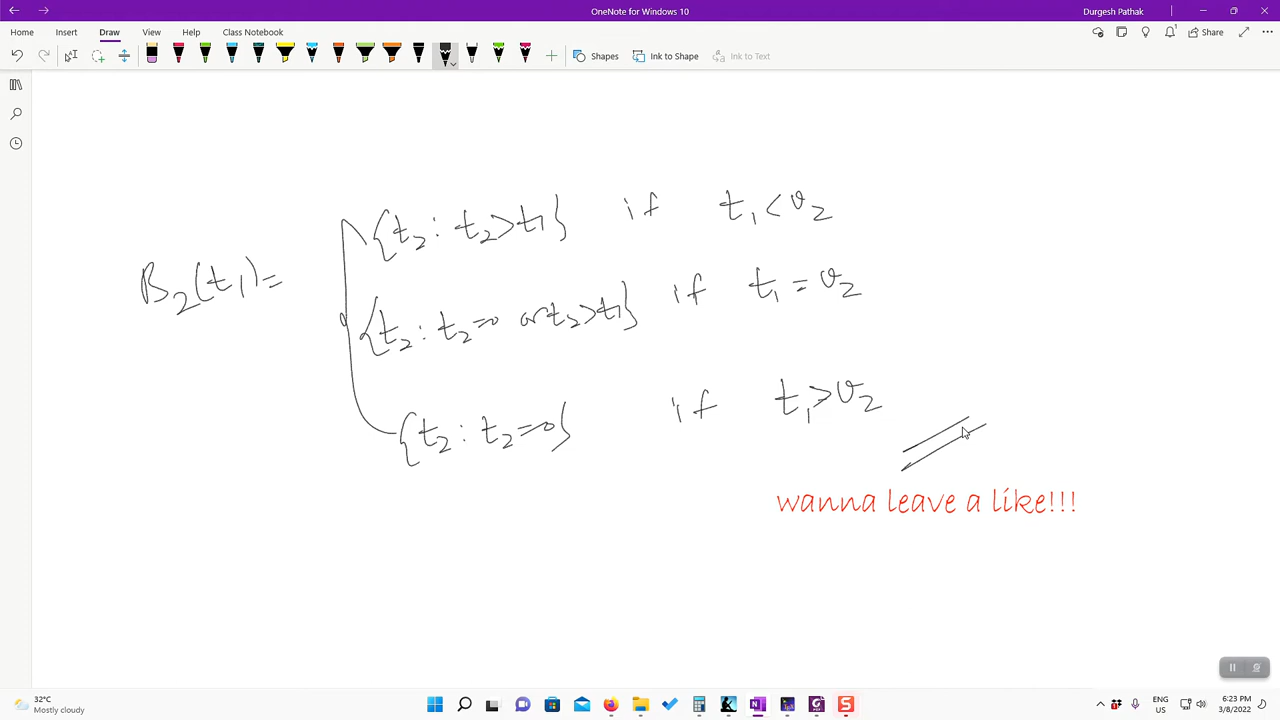 OneNote for Windows 10
Durgesh Pathak
Home Insert Draw View Help Class Notebook
Share
Shapes Ink to Shape Ink to Text
B₂(t₁)=
{t₂ : t₂>t₁} if t₁<v₂
{t₂ : t₂=0 or t₂>t₁} if t₁=v₂
{t₂ : t₂=0} if t₁>v₂
wanna leave a like!!!
32°C
Mostly cloudy
ENG
US
6:23 PM
3/8/2022